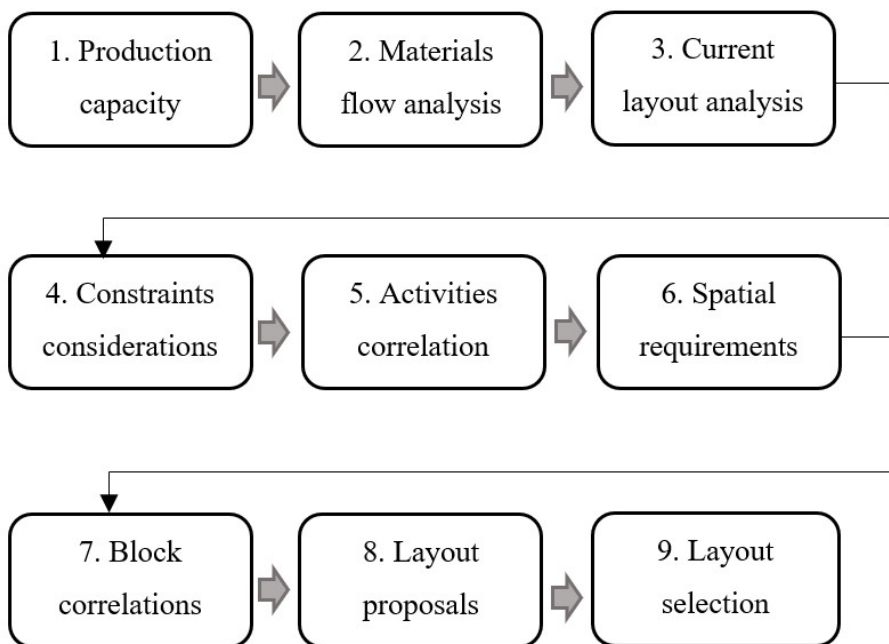 1. Production
capacity
2. Materials
flow analysis
3. Current
layout analysis
4. Constraints
considerations
5. Activities
correlation
6. Spatial
requirements
7. Block
correlations
8. Layout
proposals
9. Layout
selection